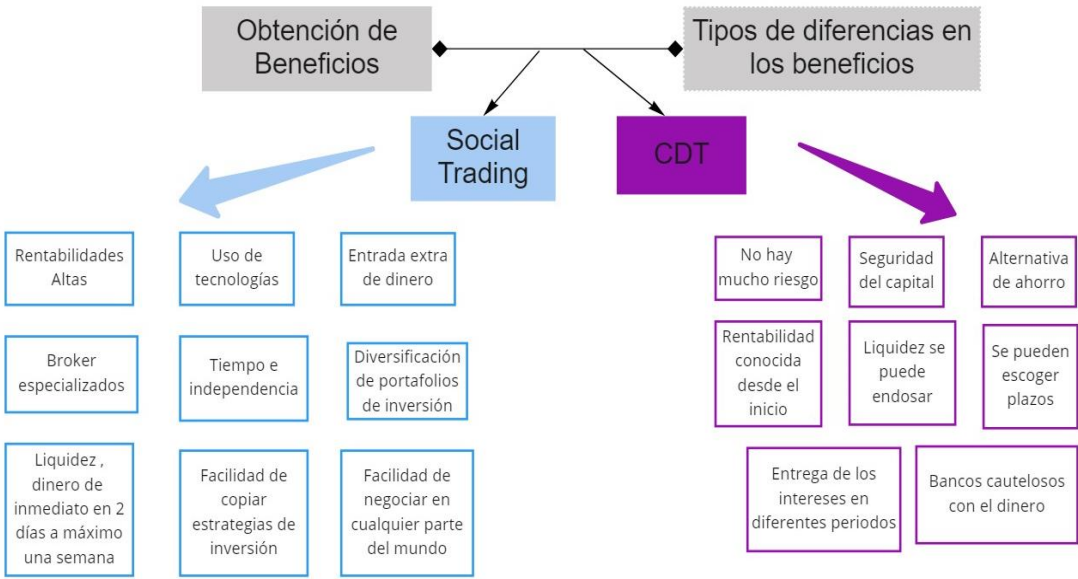 Obtención de
Beneficios
Tipos de diferencias en
los beneficios
Social
Trading
CDT
Rentabilidades
Altas
Uso de
tecnologías
Entrada extra
de dinero
Broker
especializados
Tiempo e
independencia
Diversificación
de portafolios
de inversión
Liquidez ,
dinero de
inmediato en 2
días a máximo
una semana
Facilidad de
copiar
estrategias de
inversión
Facilidad de
negociar en
cualquier parte
del mundo
No hay
mucho riesgo
Seguridad
del capital
Alternativa
de ahorro
Rentabilidad
conocida
desde el
inicio
Liquidez se
puede
endosar
Se pueden
escoger
plazos
Entrega de los
intereses en
diferentes periodos
Bancos cautelosos
con el dinero